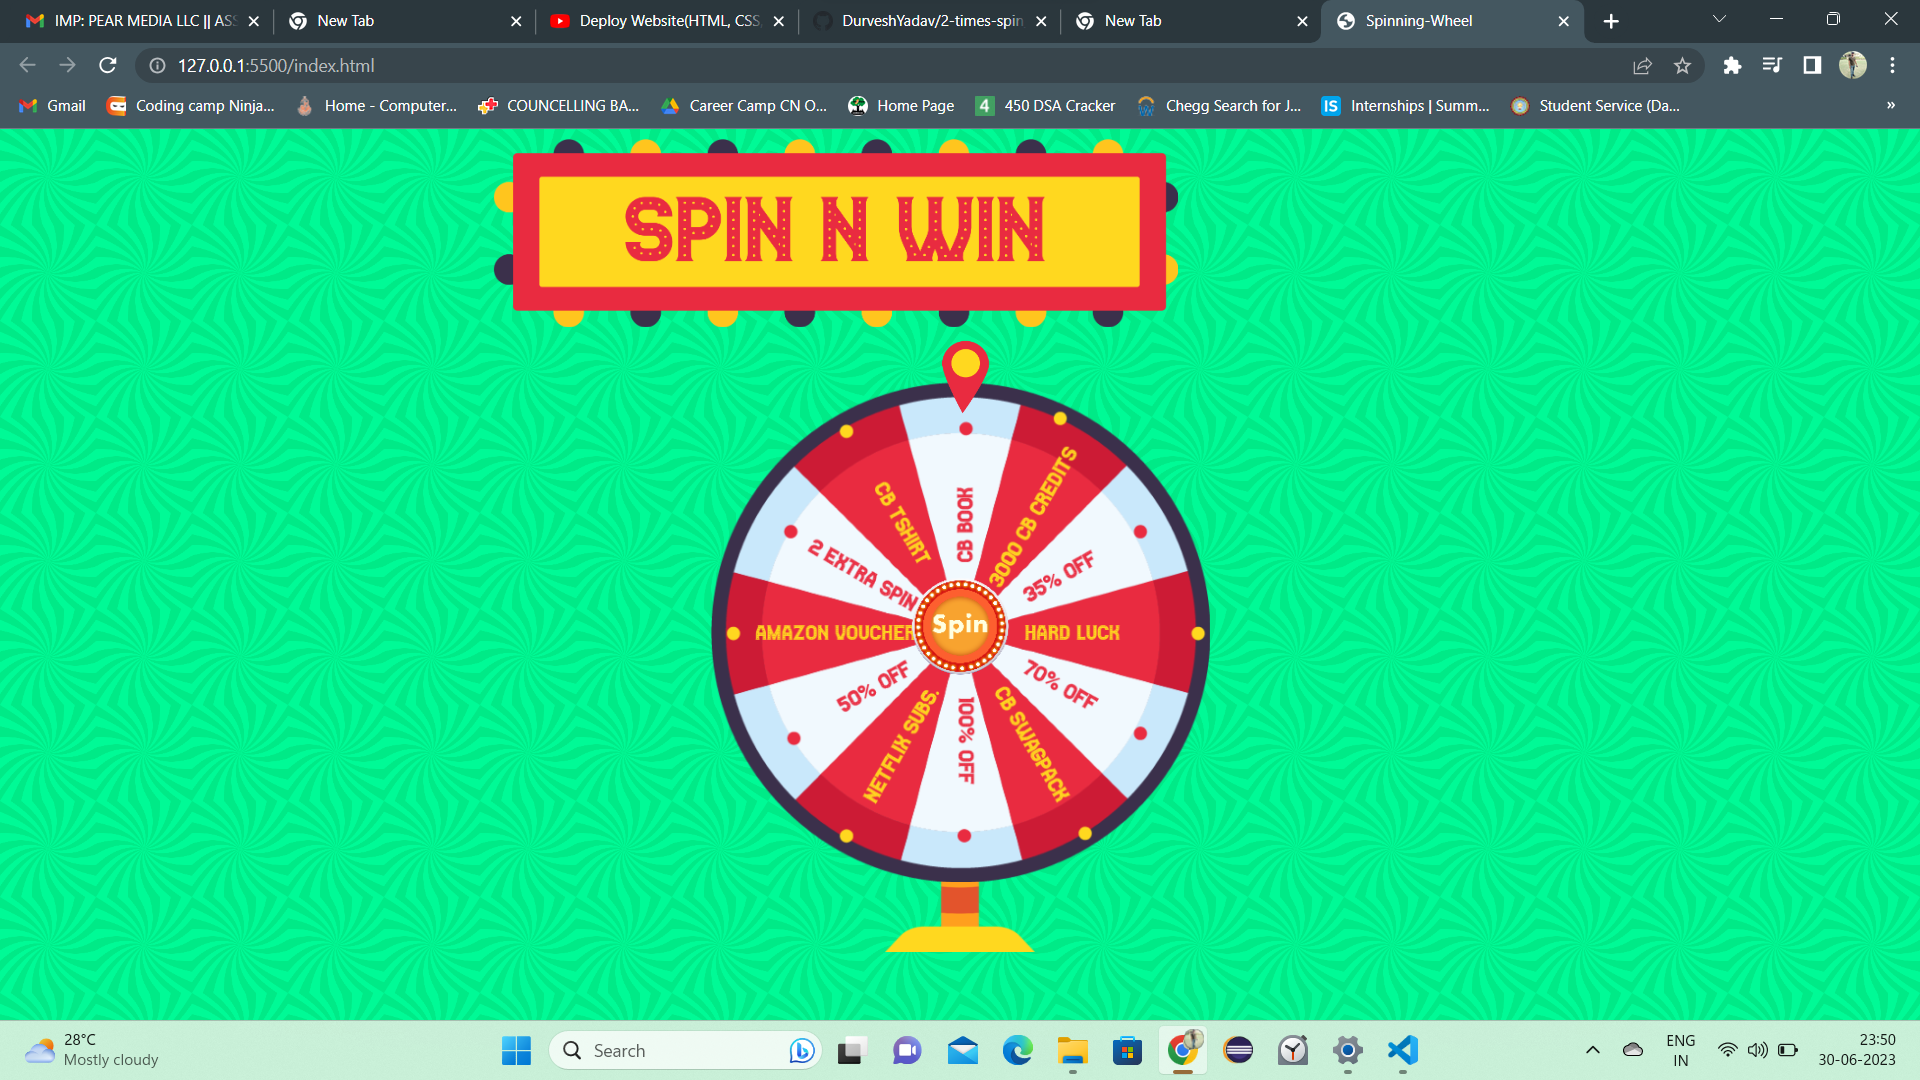 IMP: PEAR MEDIA LLC || AS
New Tab
Deploy Website(HTML, CSS,
DurveshYadav/2-times-spin
New Tab
Spinning-Wheel
127.0.0.1:5500/index.html
Gmail
Coding camp Ninja...
Home - Computer...
COUNCELLING BA...
Career Camp CN O...
4
Home Page
450 DSA Cracker
Chegg Search for J...
IS
Internships | Summ...
Student Service (Da...
»
SPIN N WIN
CB BOOK
3000 CB CREDITS
35% OFF
HARD LUCK
70% OFF
CB SWAGPACK
100% OFF
NETFLIX SUBS.
50% OFF
AMAZON VOUCHER
2 EXTRA SPIN
CB TSHIRT
Spin
28°C
Mostly cloudy
Search
ENG
IN
23:50
30-06-2023